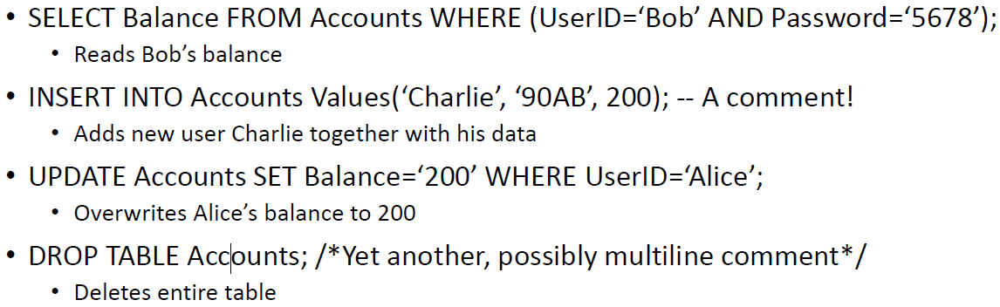 • SELECT Balance FROM Accounts WHERE (UserID=‘Bob’ AND Password=‘5678’);
• Reads Bob’s balance
• INSERT INTO Accounts Values(‘Charlie’, ‘90AB’, 200); -- A comment!
• Adds new user Charlie together with his data
• UPDATE Accounts SET Balance=‘200’ WHERE UserID=‘Alice’;
• Overwrites Alice’s balance to 200
• DROP TABLE Accounts; /*Yet another, possibly multiline comment*/
• Deletes entire table